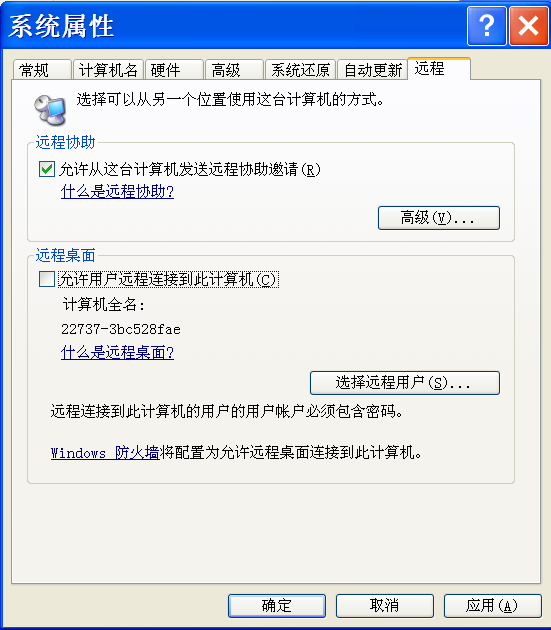 系统属性
常规 计算机名 硬件 高级 系统还原 自动更新 远程
选择可以从另一个位置使用这台计算机的方式。
远程协助
允许从这台计算机发送远程协助邀请(R)
什么是远程协助?
高级(V)...
远程桌面
允许用户远程连接到此计算机(C)
计算机全名:
22737-3bc528fae
什么是远程桌面?
选择远程用户(S)...
远程连接到此计算机的用户的用户帐户必须包含密码。
Windows 防火墙将配置为允许远程桌面连接到此计算机。
确定 取消 应用(A)